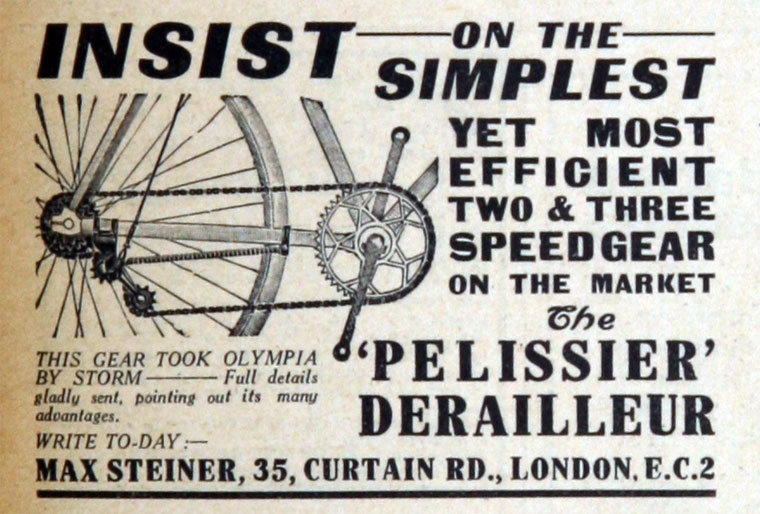 INSIST ON THE
SIMPLEST
YET MOST
EFFICIENT
TWO & THREE
SPEED GEAR
ON THE MARKET
The
'PELISSIER'
DERAILLEUR
THIS GEAR TOOK OLYMPIA
BY STORM — Full details
gladly sent, pointing out its many
advantages.
WRITE TO-DAY:—
MAX STEINER, 35, CURTAIN RD., LONDON, E.C.2